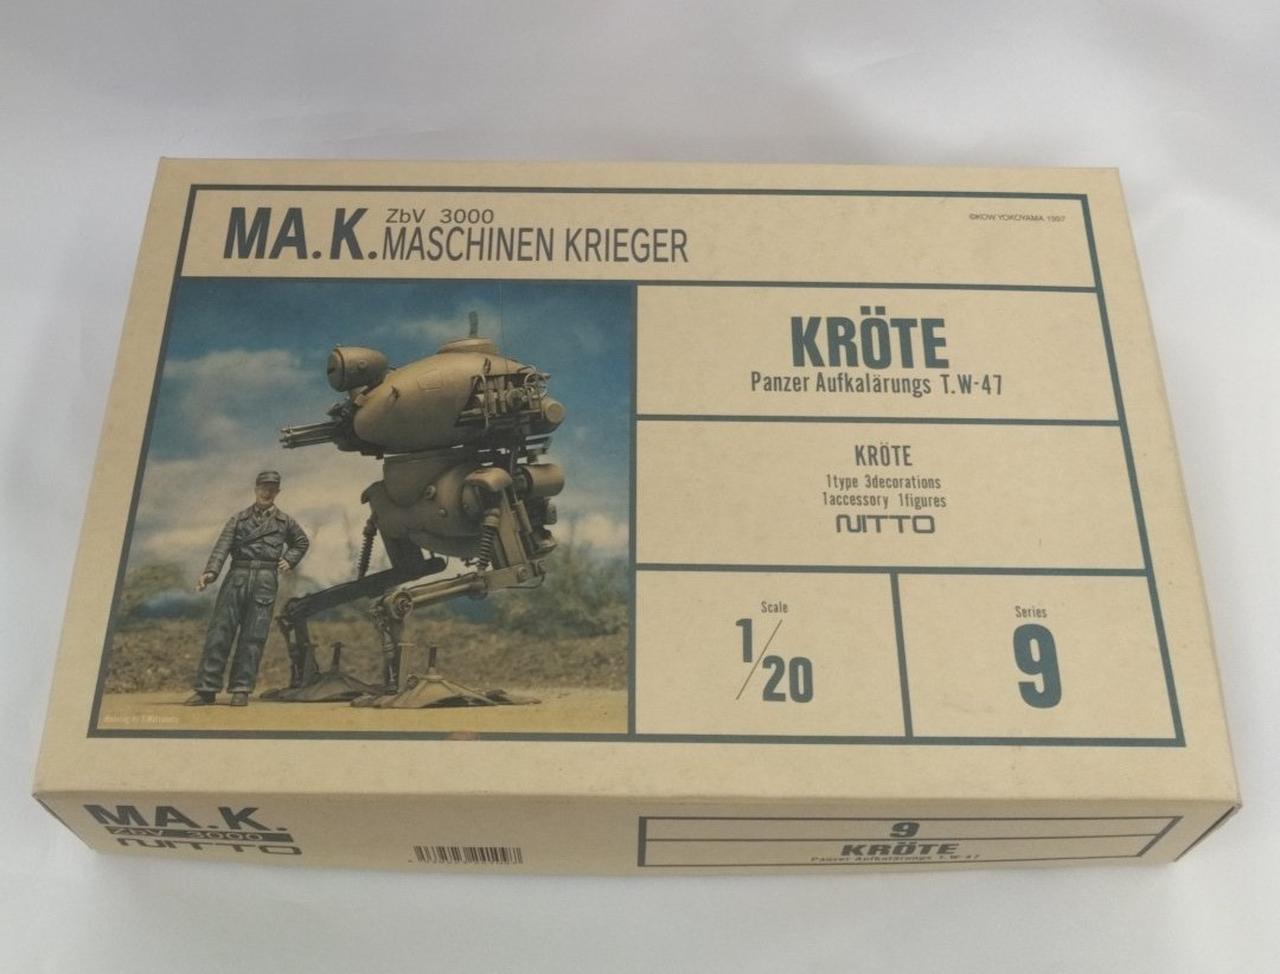 ZbV 3000
MA.K. MASCHINEN KRIEGER
©KOW YOKOYAMA 1997
KRÖTE
Panzer Aufkalärungs T.W-47
KRÖTE
1type 3decorations
1accessory 1figures
NITTO
Scale
1/20
Series
9
MA.K.
ZbV 3000
NITTO
9
KRÖTE
Panzer Aufkalärungs T.W-47